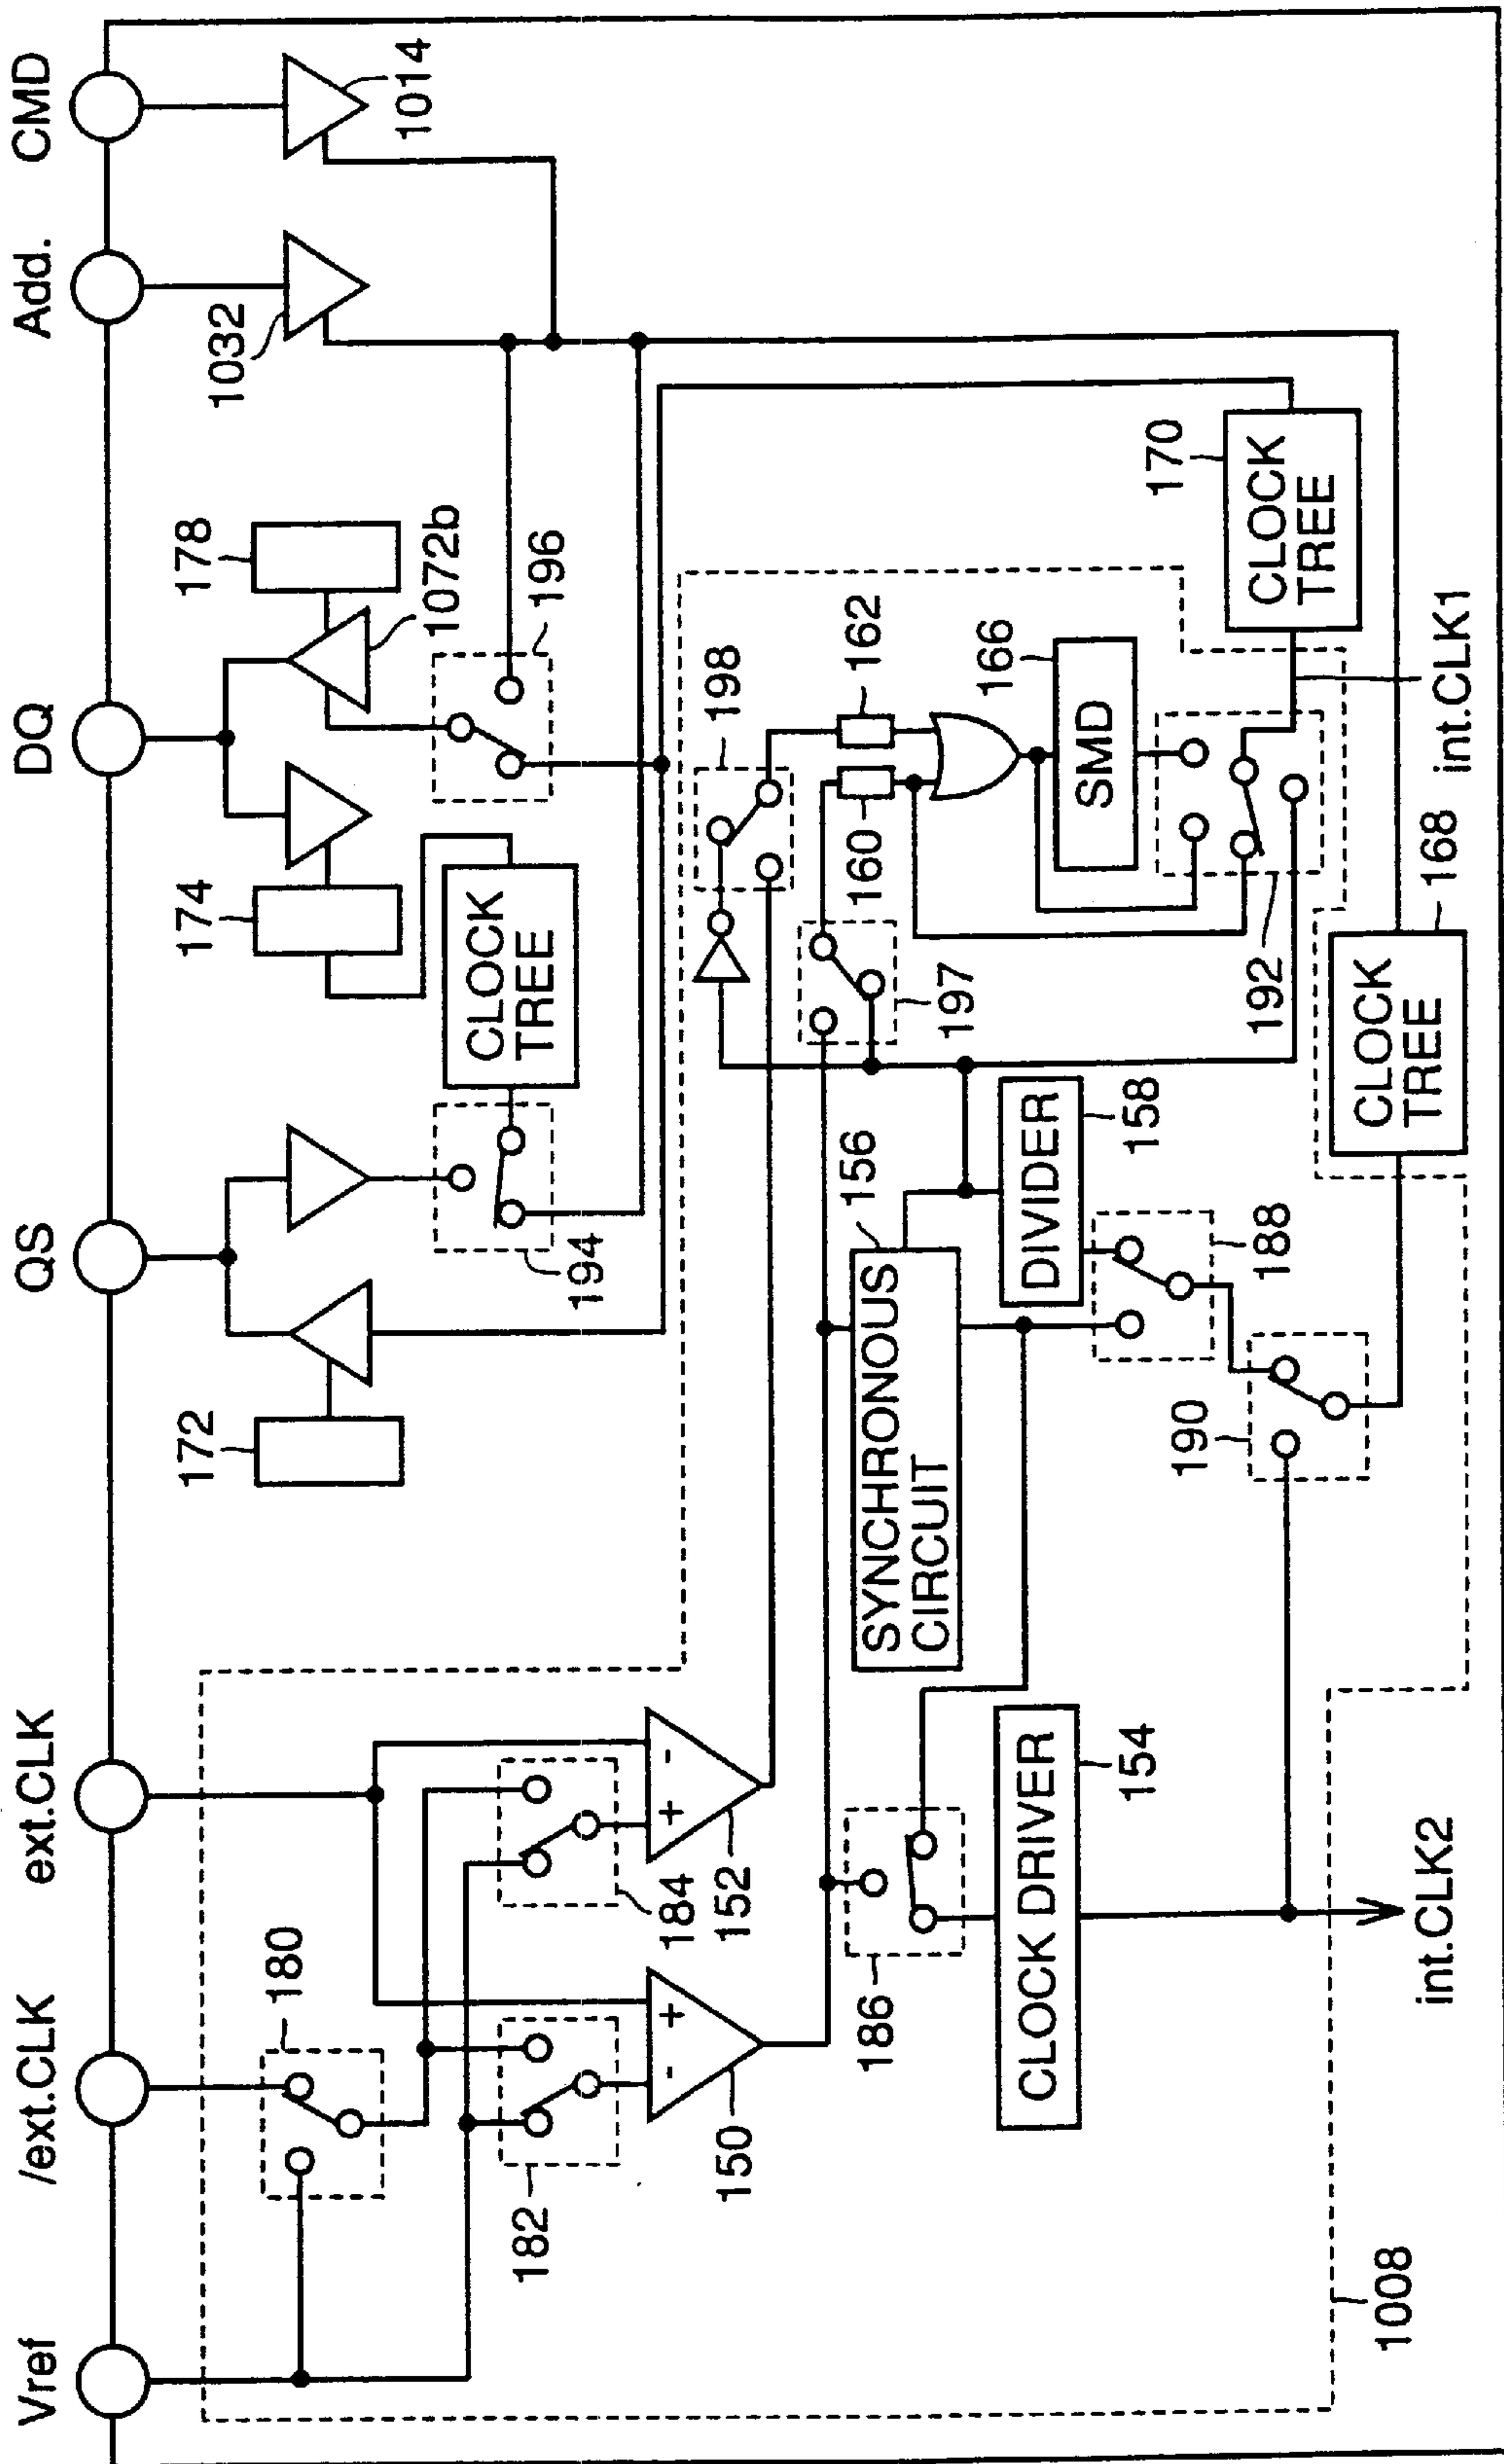 Vref
/ext.CLK
ext.CLK
QS
DQ
Add.
CMD
180
172
174
178
1032
1014
1072b
CLOCK
TREE
194
196
182
184
+
-
-
+
150
152
198
197
160
162
186
156
SYNCHRONOUS
CIRCUIT
158
DIVIDER
166
SMD
170
CLOCK
TREE
CLOCK DRIVER
154
190
188
192
CLOCK
TREE
168
int.CLK1
int.CLK2
1008